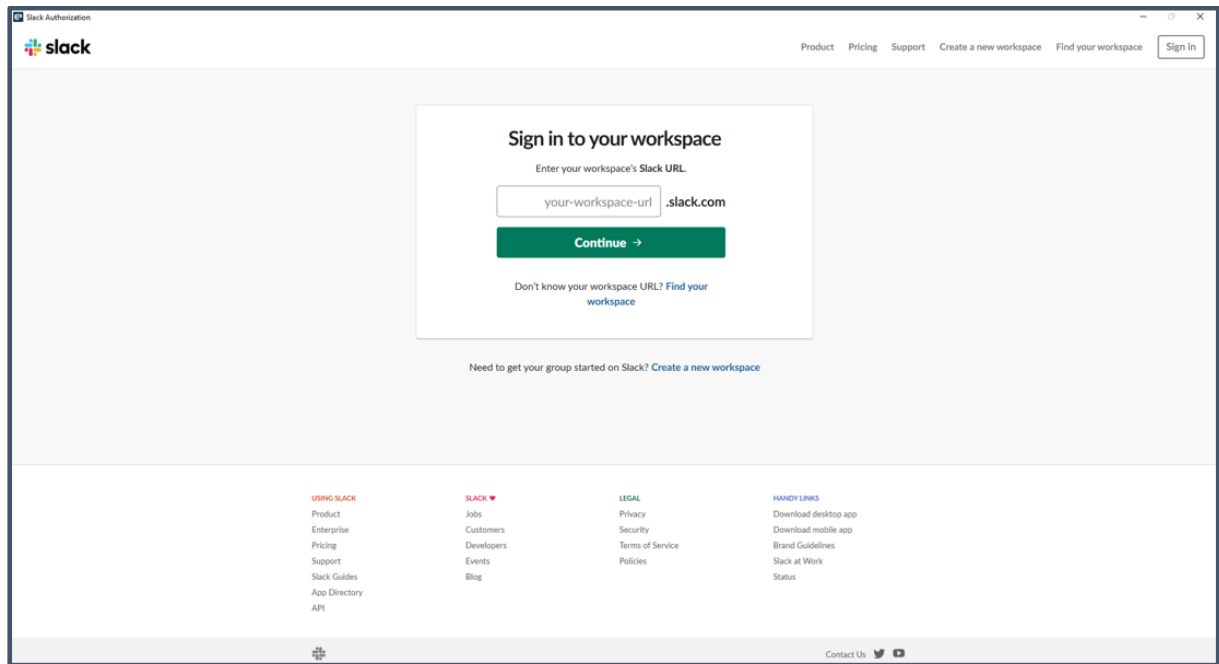 Slack Authorization
slack
Product Pricing Support Create a new workspace Find your workspace Sign in
Sign in to your workspace
Enter your workspace's Slack URL.
your-workspace-url .slack.com
Continue →
Don't know your workspace URL? Find your
workspace
Need to get your group started on Slack? Create a new workspace
USING SLACK
Product
Enterprise
Pricing
Support
Slack Guides
App Directory
API
SLACK ♥
Jobs
Customers
Developers
Events
Blog
LEGAL
Privacy
Security
Terms of Service
Policies
HANDY LINKS
Download desktop app
Download mobile app
Brand Guidelines
Slack at Work
Status
Contact Us